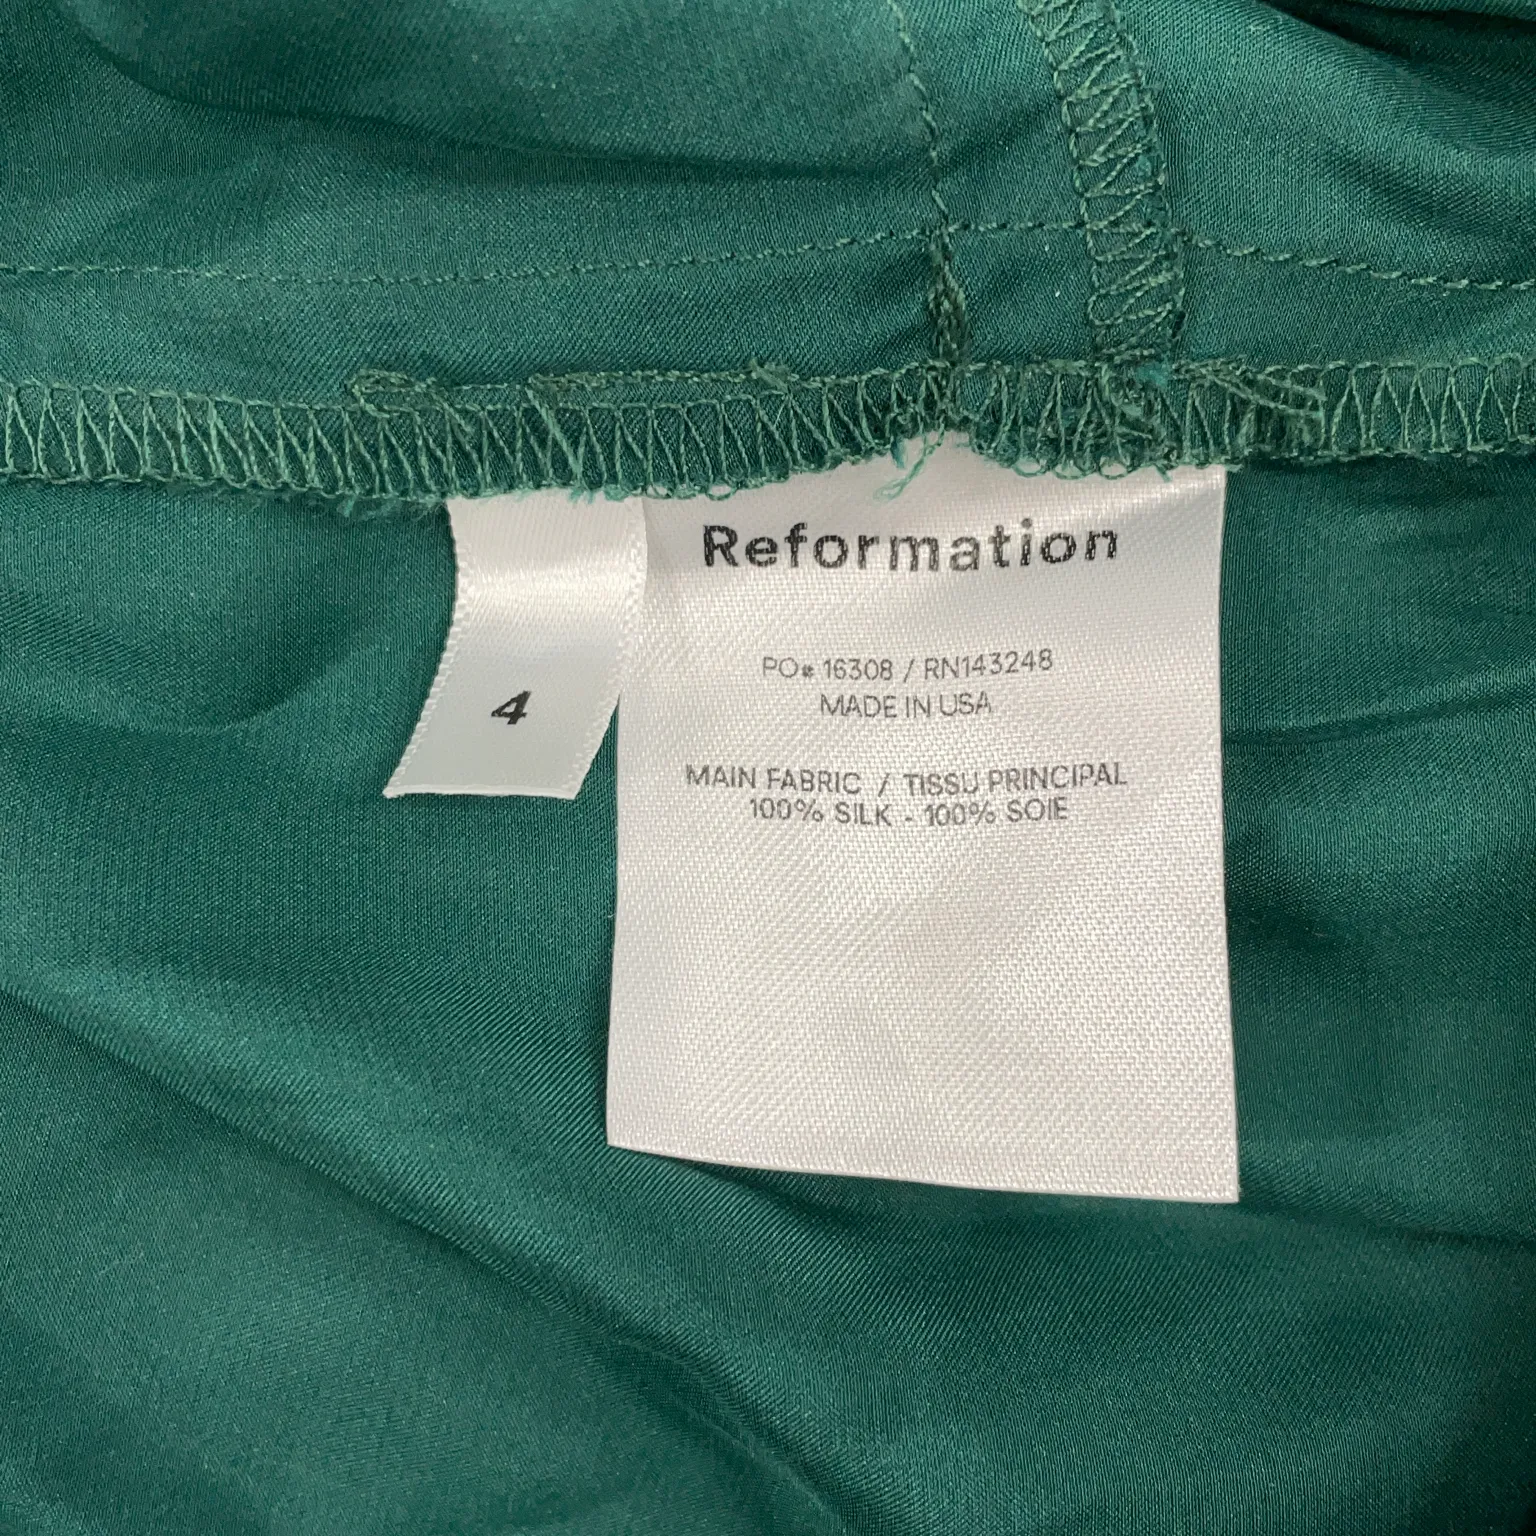 4
Reformation
PO# 16308 / RN143248
MADE IN USA
MAIN FABRIC / TISSU PRINCIPAL
100% SILK - 100% SOIE